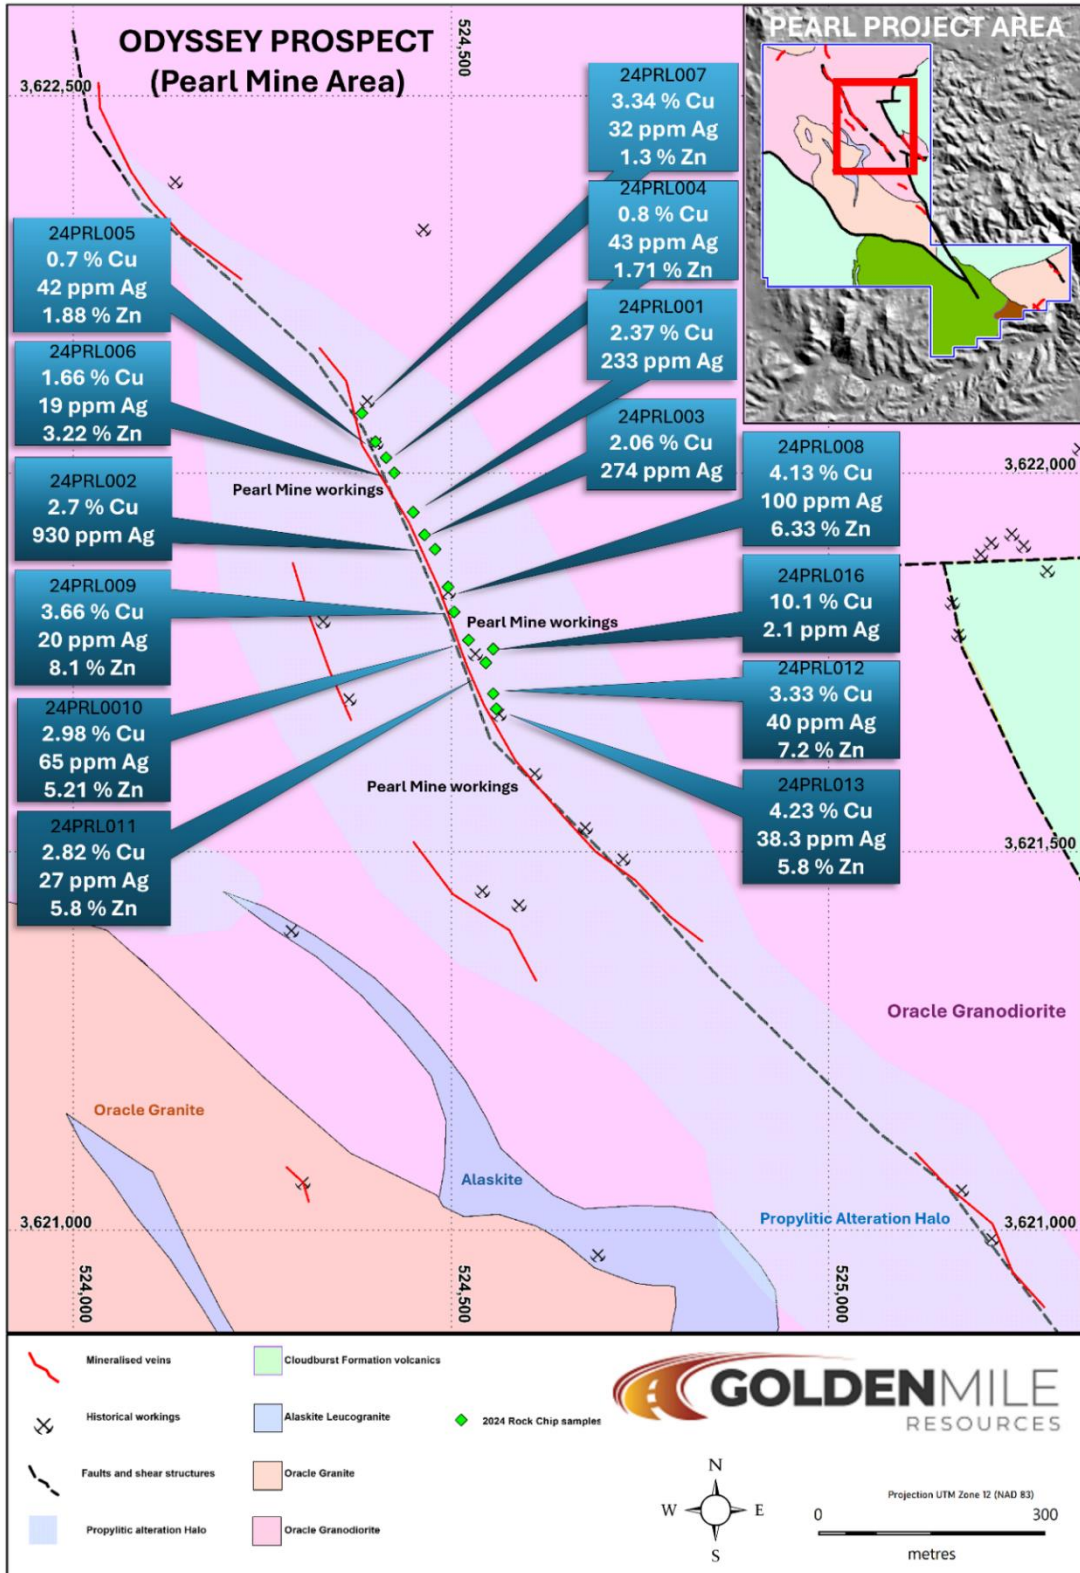 ODYSSEY PROSPECT
(Pearl Mine Area)
PEARL PROJECT AREA
524,500
3,622,500
24PRL007
3.34 % Cu
32 ppm Ag
1.3 % Zn
24PRL004
0.8 % Cu
43 ppm Ag
1.71 % Zn
24PRL005
0.7 % Cu
42 ppm Ag
1.88 % Zn
24PRL001
2.37 % Cu
233 ppm Ag
24PRL006
1.66 % Cu
19 ppm Ag
3.22 % Zn
24PRL003
2.06 % Cu
274 ppm Ag
24PRL008
4.13 % Cu
100 ppm Ag
6.33 % Zn
3,622,000
Pearl Mine workings
24PRL002
2.7 % Cu
930 ppm Ag
24PRL016
10.1 % Cu
2.1 ppm Ag
24PRL009
3.66 % Cu
20 ppm Ag
8.1 % Zn
Pearl Mine workings
24PRL012
3.33 % Cu
40 ppm Ag
7.2 % Zn
24PRL0010
2.98 % Cu
65 ppm Ag
5.21 % Zn
Pearl Mine workings
24PRL013
4.23 % Cu
38.3 ppm Ag
5.8 % Zn
24PRL011
2.82 % Cu
27 ppm Ag
5.8 % Zn
3,621,500
Oracle Granodiorite
Oracle Granite
Alaskite
Propylitic Alteration Halo
3,621,000
3,621,000
524,000
524,500
525,000
Mineralised veins
Cloudburst Formation volcanics
Historical workings
Alaskite Leucogranite
2024 Rock Chip samples
Faults and shear structures
Oracle Granite
Propylitic alteration Halo
Oracle Granodiorite
GOLDENMILE
RESOURCES
N
W
E
S
Projection UTM Zone 12 (NAD 83)
0
300
metres